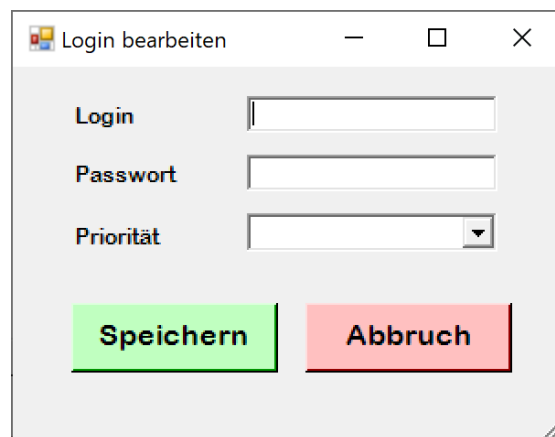 Login bearbeiten
Login
Passwort
Priorität
Speichern Abbruch